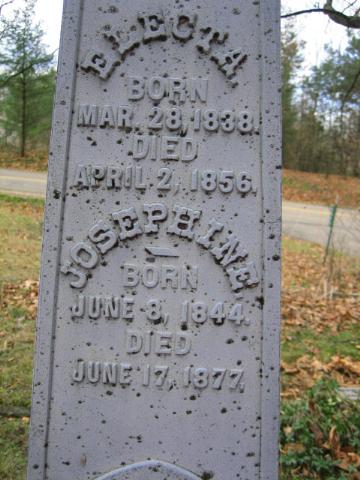 ELECTA
BORN
MAR. 28, 1838.
DIED
APRIL 2, 1856.
JOSEPHINE
BORN
JUNE 8, 1844.
DIED
JUNE 17, 1877.